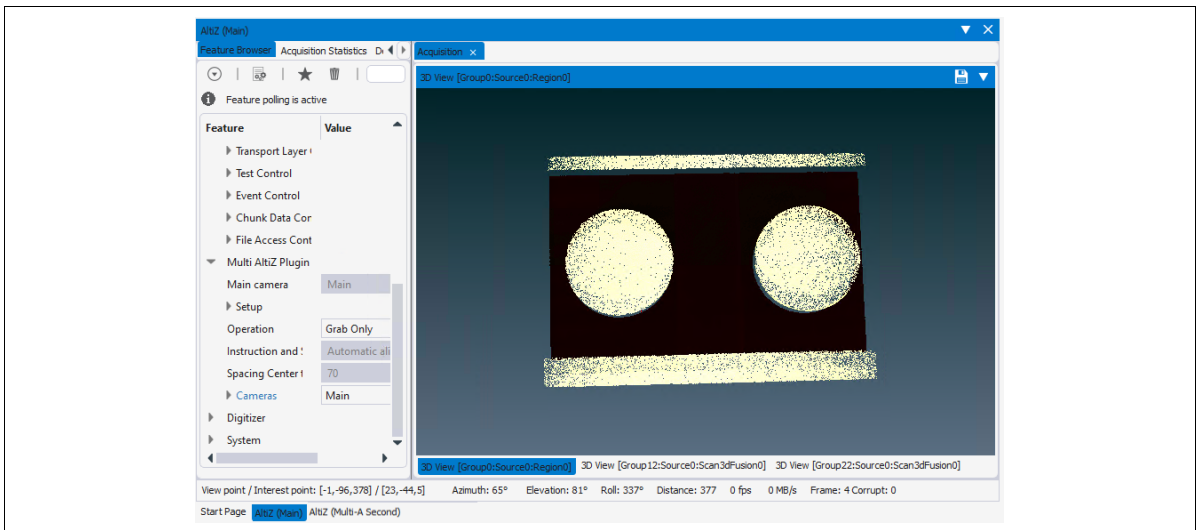 AltiZ (Main)
Feature Browser Acquisition Statistics
Acquisition ×
3D View [Group0:Source0:Region0]
Feature polling is active
Feature Value
Transport Layer
Test Control
Event Control
Chunk Data Cor
File Access Cont
Multi AltiZ Plugin
Main camera Main
Setup
Operation Grab Only
Instruction and Automatic ali
Spacing Center
70
Cameras Main
Digitizer
System
3D View [Group0:Source0:Region0] 3D View [Group12:Source0:Scan3dFusion0] 3D View [Group22:Source0:Scan3dFusion0]
View point / Interest point: [-1,-96,378] / [23,-44,5] Azimuth: 65° Elevation: 81° Roll: 337° Distance: 377 0 fps 0 MB/s Frame: 4 Corrupt: 0
Start Page AltiZ (Main) AltiZ (Multi-A Second)